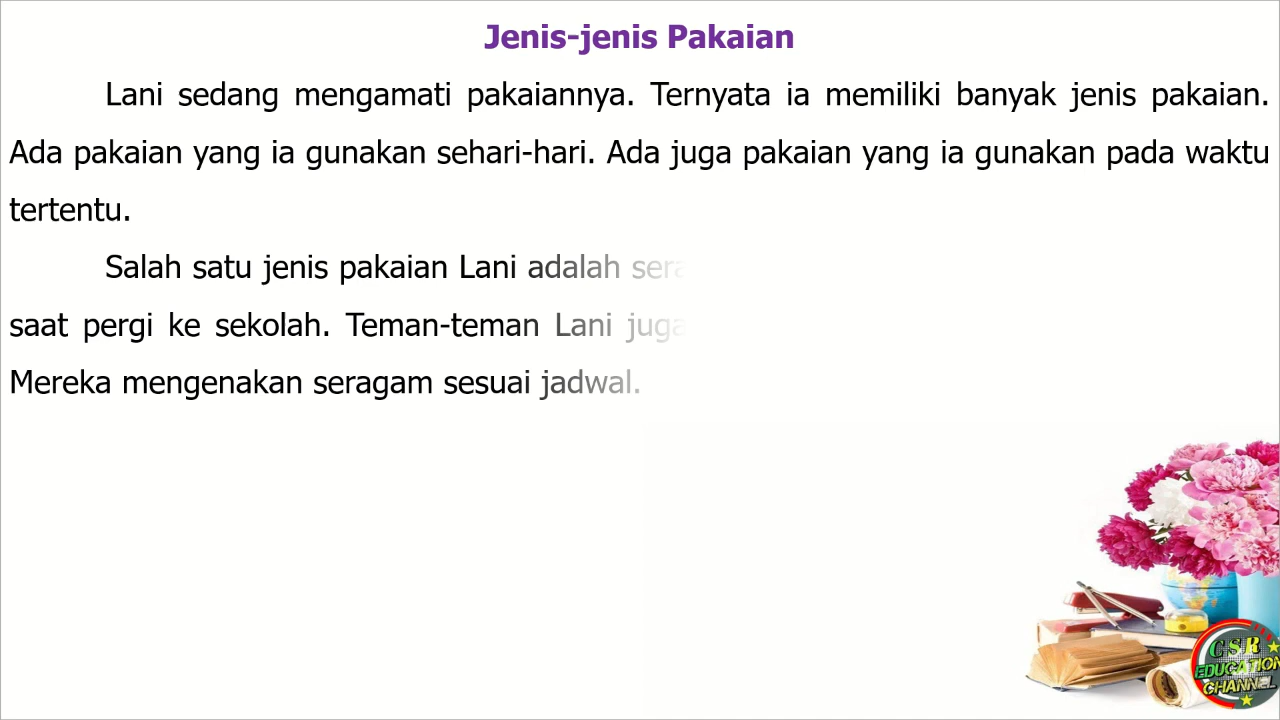 Jenis-jenis Pakaian
Lani sedang mengamati pakaiannya. Ternyata ia memiliki banyak jenis pakaian.
Ada pakaian yang ia gunakan sehari-hari. Ada juga pakaian yang ia gunakan pada waktu
tertentu.
Salah satu jenis pakaian Lani adalah
saat pergi ke sekolah. Teman-teman Lani juga
Mereka mengenakan seragam sesuai jadwal.
CSR
EDUCATION
CHANNEL